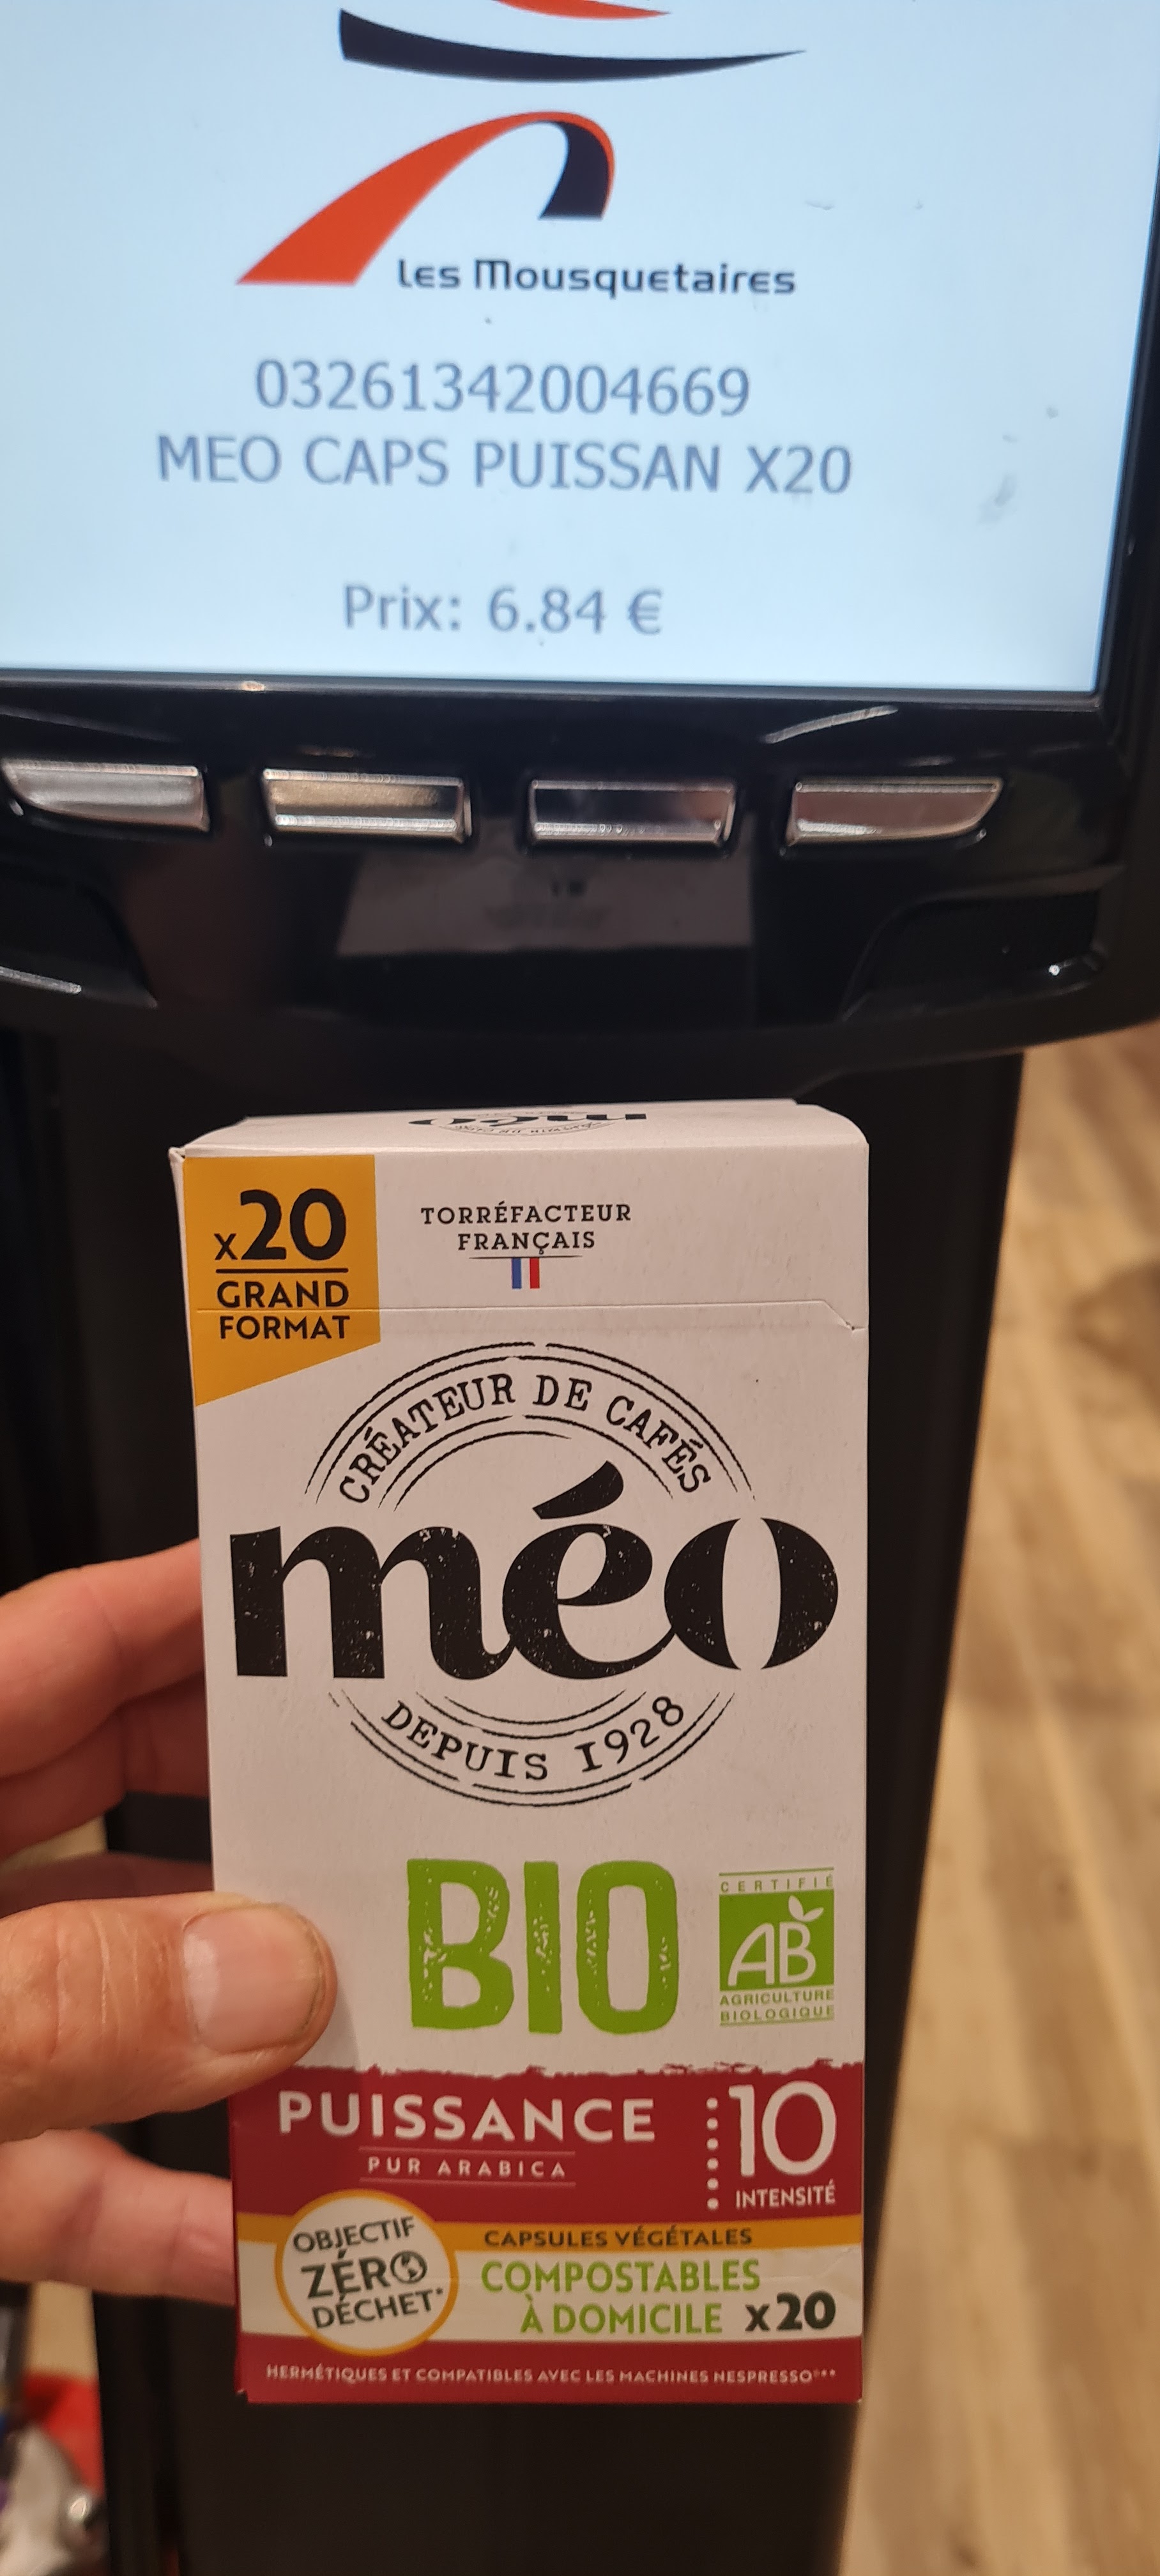 Les Mousquetaires
03261342004669
MEO CAPS PUISSAN X20
Prix: 6.84 €
méo
x20
GRAND
FORMAT
TORRÉFACTEUR
FRANÇAIS
CRÉATEUR DE CAFÉS
méo
DEPUIS 1928
BIO
CERTIFIÉ
AB
AGRICULTURE
BIOLOGIQUE
PUISSANCE
PUR ARABICA
10
INTENSITÉ
OBJECTIF
ZÉRO
DÉCHET*
CAPSULES VÉGÉTALES
COMPOSTABLES
À DOMICILE x20
HERMÉTIQUES ET COMPATIBLES AVEC LES MACHINES NESPRESSO®**